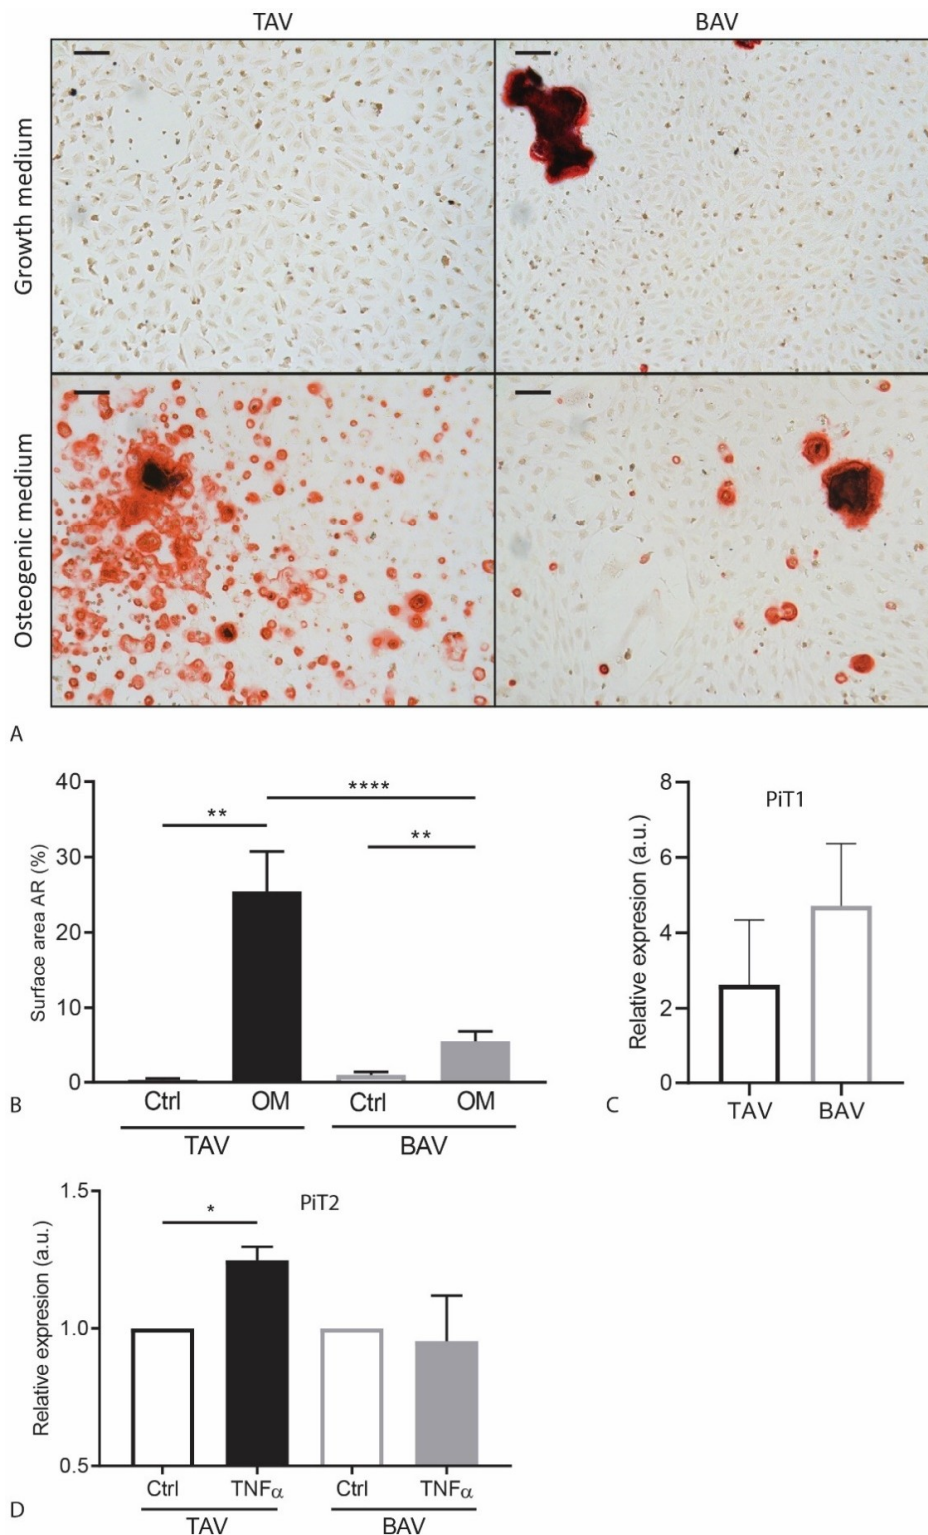 TAV BAV
Growth medium
Osteogenic medium
A
Surface area AR (%)
40
30
20
10
0
**
****
**
Ctrl OM Ctrl OM
TAV BAV
B
Relative expresion (a.u.)
PiT1
8
6
4
2
0
TAV BAV
C
Relative expresion (a.u.)
PiT2
1.5
1.0
0.5
*
Ctrl TNFα Ctrl TNFα
TAV BAV
D